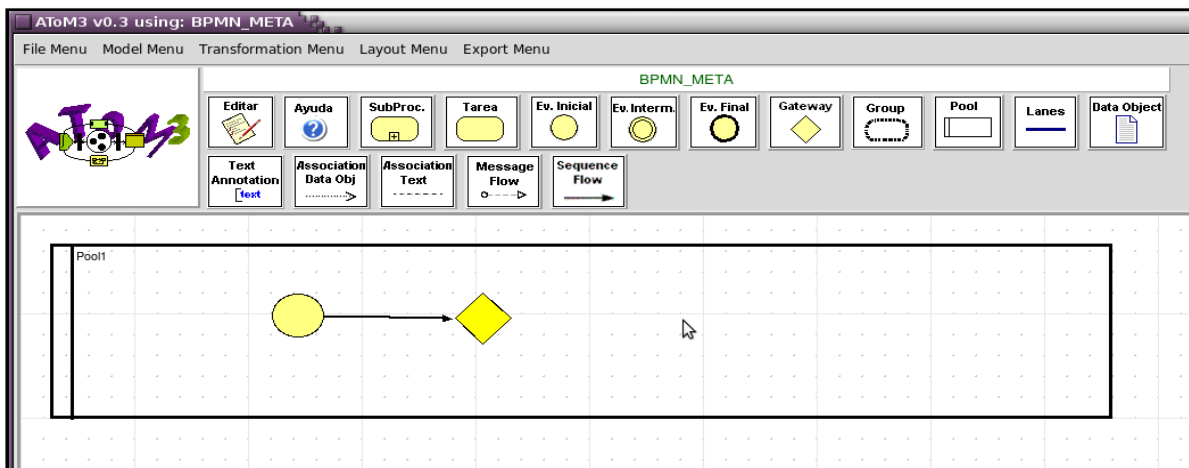 AToM3 v0.3 using: BPMN_META
File Menu Model Menu Transformation Menu Layout Menu Export Menu
ATOM3
BPMN_META
Editar Ayuda SubProc. Tarea Ev. Inicial Ev. Interm. Ev. Final Gateway Group Pool Lanes Data Object
Text Association Association Message Sequence
Annotation Data Obj Text Flow Flow
[text
Pool1